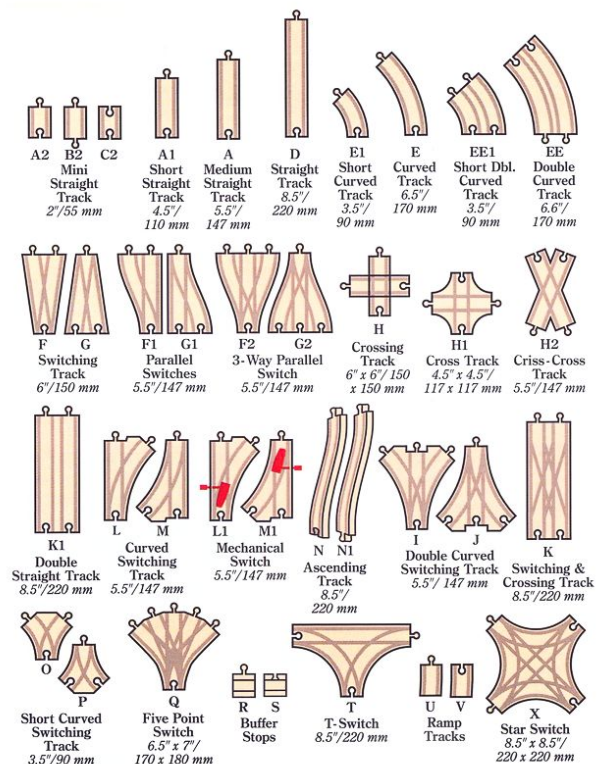 A2 B2 C2
Mini
Straight
Track
2"/55 mm
A1
Short
Straight
Track
4.5"/
110 mm
A
Medium
Straight
Track
5.5"/
147 mm
D
Straight
Track
8.5"/
220 mm
E1
Short
Curved
Track
3.5"/
90 mm
E
Curved
Track
6.5"/
170 mm
EE1
Short Dbl.
Curved
Track
3.5"/
90 mm
EE
Double
Curved
Track
6.6"/
170 mm
F G
Switching
Track
6"/150 mm
F1 G1
Parallel
Switches
5.5"/147 mm
F2 G2
3-Way Parallel
Switch
5.5"/147 mm
H
Crossing
Track
6" x 6"/ 150
x 150 mm
H1
Cross Track
4.5" x 4.5"/
117 x 117 mm
H2
Criss-Cross
Track
5.5"/147 mm
K1
Double
Straight Track
8.5"/220 mm
L M
Curved
Switching
Track
5.5"/147 mm
L1 M1
Mechanical
Switch
5.5"/147 mm
N N1
Ascending
Track
8.5"/
220 mm
I J
Double Curved
Switching Track
5.5"/ 147 mm
K
Switching &
Crossing Track
8.5"/220 mm
O
P
Short Curved
Switching
Track
3.5"/90 mm
Q
Five Point
Switch
6.5" x 7"/
170 x 180 mm
R S
Buffer
Stops
T
T-Switch
8.5"/220 mm
U V
Ramp
Tracks
X
Star Switch
8.5" x 8.5"/
220 x 220 mm